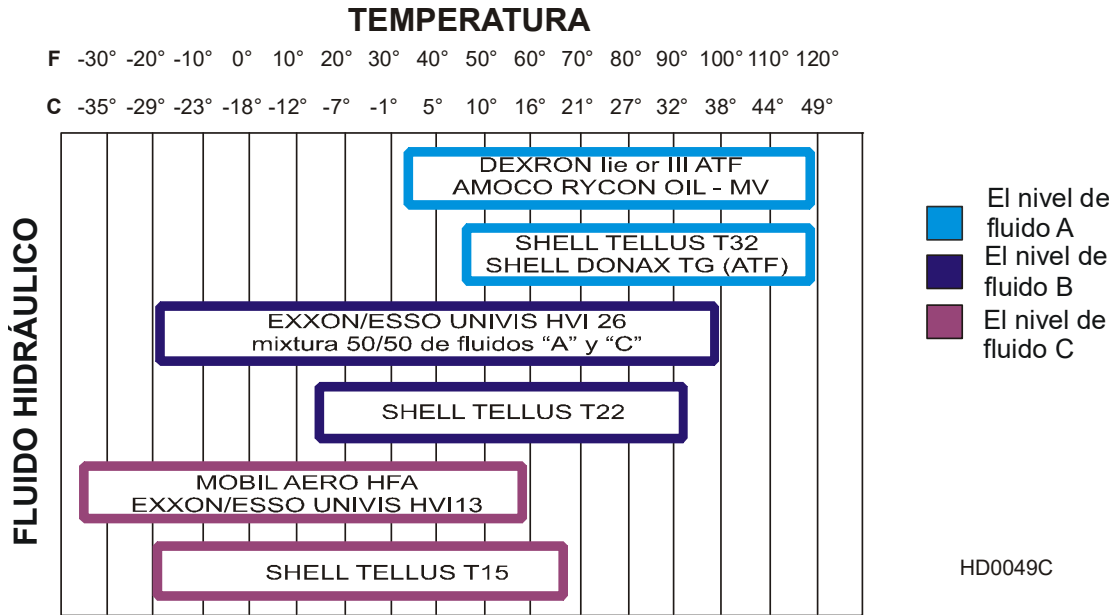 TEMPERATURA
F -30° -20° -10° 0° 10° 20° 30° 40° 50° 60° 70° 80° 90° 100° 110° 120°
C -35° -29° -23° -18° -12° -7° -1° 5° 10° 16° 21° 27° 32° 38° 44° 49°
FLUIDO HIDRÁULICO
DEXRON Iie or III ATF
AMOCO RYCON OIL - MV
SHELL TELLUS T32
SHELL DONAX TG (ATF)
EXXON/ESSO UNIVIS HVI 26
mixtura 50/50 de fluidos “A” y “C”
SHELL TELLUS T22
MOBIL AERO HFA
EXXON/ESSO UNIVIS HVI13
SHELL TELLUS T15
El nivel de
fluido A
El nivel de
fluido B
El nivel de
fluido C
HD0049C